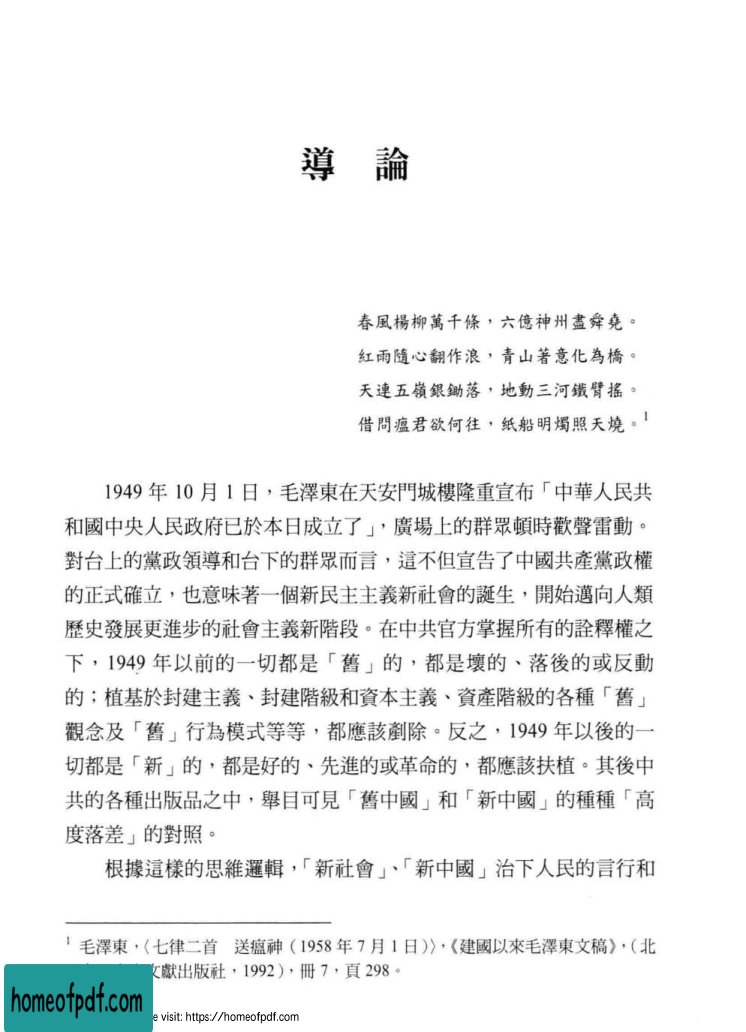 導 論
春風楊柳萬千條，六億神州盡舜堯。
紅雨隨心翻作浪，青山著意化為橋。
天連五嶺銀鋤落，地動三河鐵臂搖。
借問瘟君欲何往，紙船明燭照天燒。1
1949 年 10 月 1 日，毛澤東在天安門城樓隆重宣布「中華人民共
和國中央人民政府已於本日成立了」，廣場上的群眾頓時歡聲雷動。
對台上的黨政領導和台下的群眾而言，這不但宣告了中國共產黨政權
的正式確立，也意味著一個新民主主義新社會的誕生，開始邁向人類
歷史發展更進步的社會主義新階段。在中共官方掌握所有的詮釋權之
下，1949 年以前的一切都是「舊」的，都是壞的、落後的或反動
的；植基於封建主義、封建階級和資本主義、資產階級的各種「舊」
觀念及「舊」行為模式等等，都應該剷除。反之，1949 年以後的一
切都是「新」的，都是好的、先進的或革命的，都應該扶植。其後中
共的各種出版品之中，舉目可見「舊中國」和「新中國」的種種「高
度落差」的對照。
根據這樣的思維邏輯，「新社會」、「新中國」治下人民的言行和
1 毛澤東，〈七律二首　送瘟神（1958 年 7 月 1 日）〉，《建國以來毛澤東文稿》，（北
文獻出版社，1992），冊 7，頁 298。
homeofpdf.com
e visit: https://homeofpdf.com